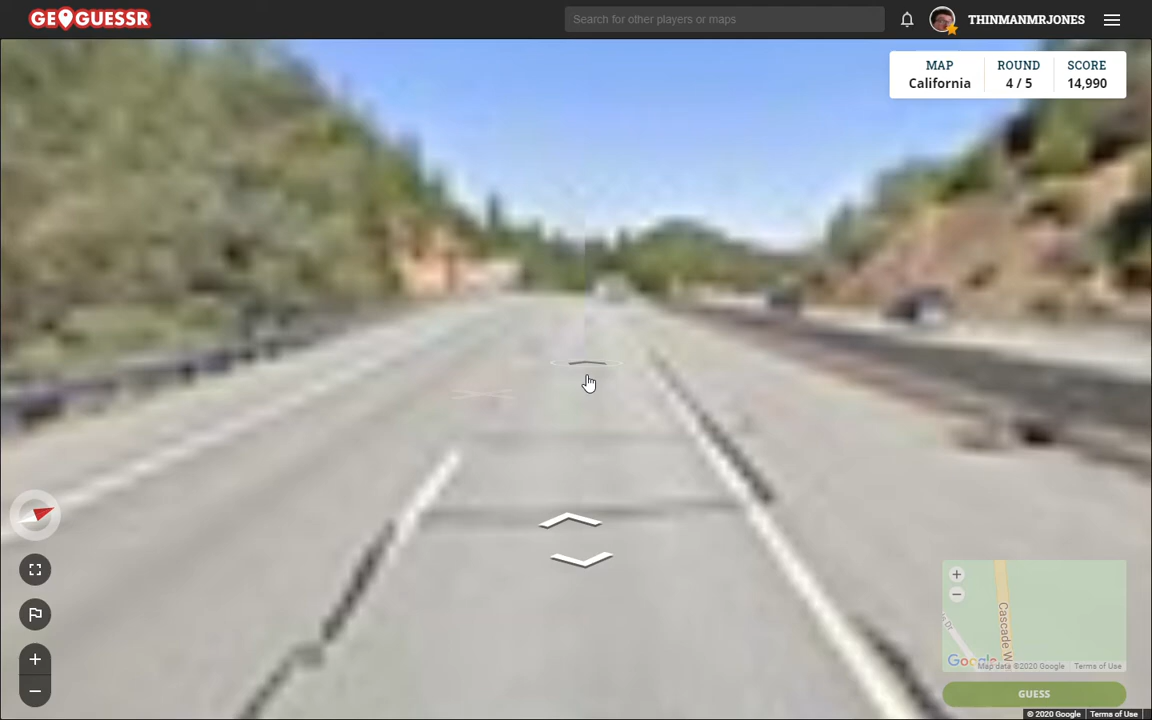 GEOGUESSR
Search for other players or maps
THINMANMRJONES
MAP
California
ROUND
4 / 5
SCORE
14,990
+
−
Cascade W
Dr
Google
Map data ©2020 Google
Terms of Use
GUESS
© 2020 Google
Terms of Use